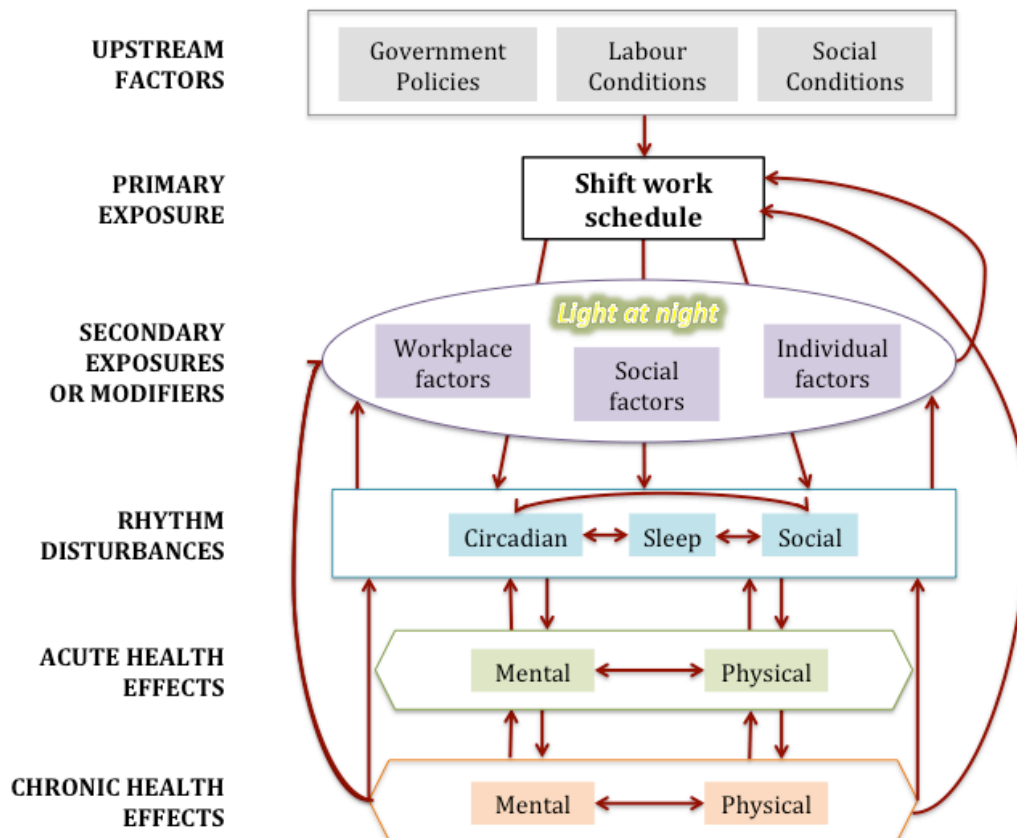 UPSTREAM
FACTORS
Government
Policies
Labour
Conditions
Social
Conditions
PRIMARY
EXPOSURE
Shift work
schedule
SECONDARY
EXPOSURES
OR MODIFIERS
Light at night
Workplace
factors
Social
factors
Individual
factors
RHYTHM
DISTURBANCES
Circadian
Sleep
Social
ACUTE HEALTH
EFFECTS
Mental
Physical
CHRONIC HEALTH
EFFECTS
Mental
Physical